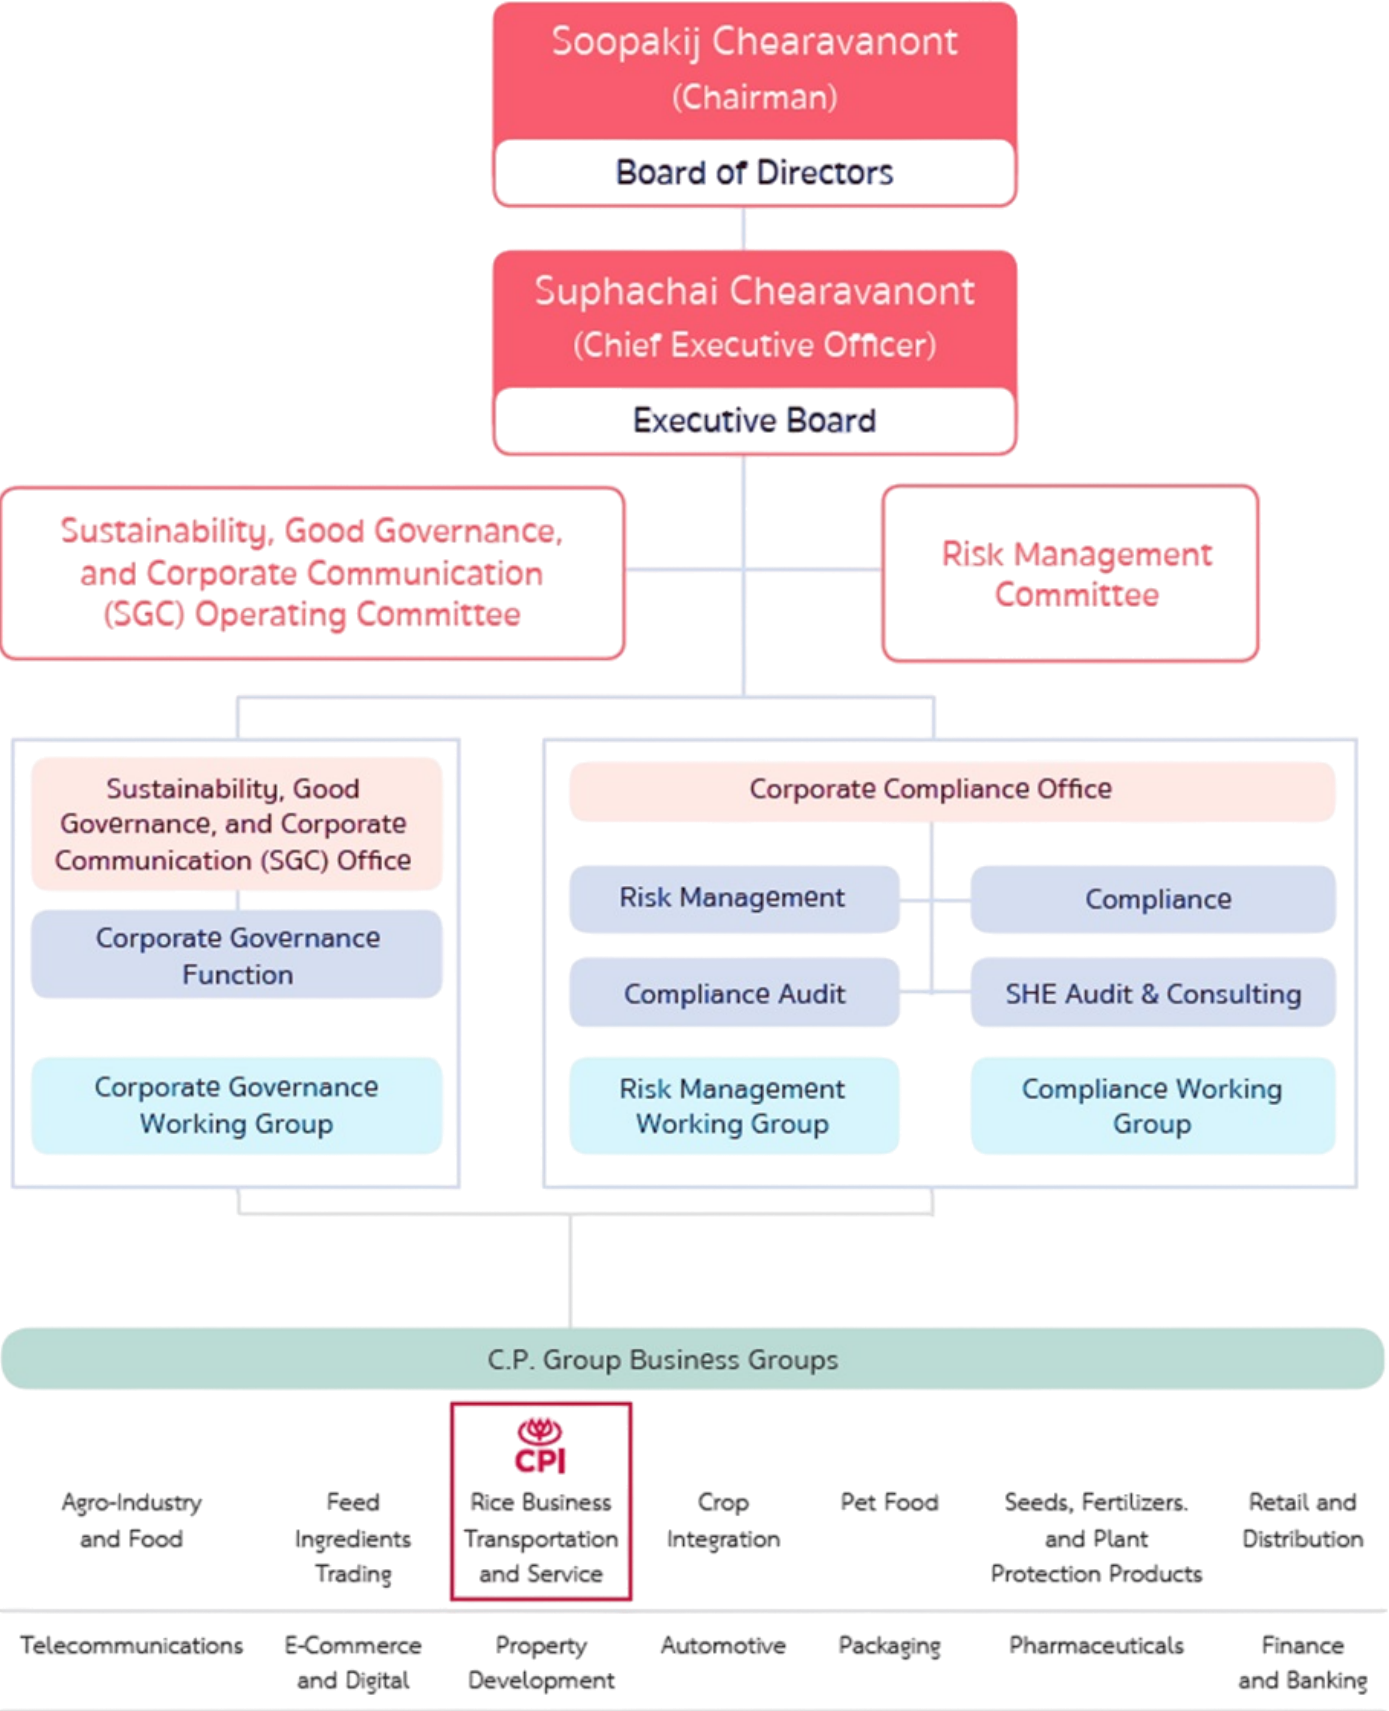 Soopakij Chearavanont
(Chairman)
Board of Directors
Suphachai Chearavanont
(Chief Executive Officer)
Executive Board
Sustainability, Good Governance,
and Corporate Communication
(SGC) Operating Committee
Risk Management
Committee
Sustainability, Good
Governance, and Corporate
Communication (SGC) Office
Corporate Governance
Function
Corporate Governance
Working Group
Corporate Compliance Office
Risk Management
Compliance
Compliance Audit
SHE Audit & Consulting
Risk Management
Working Group
Compliance Working
Group
C.P. Group Business Groups
Agro-Industry
and Food
Feed
Ingredients
Trading
CPI
Rice Business
Transportation
and Service
Crop
Integration
Pet Food
Seeds, Fertilizers.
and Plant
Protection Products
Retail and
Distribution
Telecommunications
E-Commerce
and Digital
Property
Development
Automotive
Packaging
Pharmaceuticals
Finance
and Banking